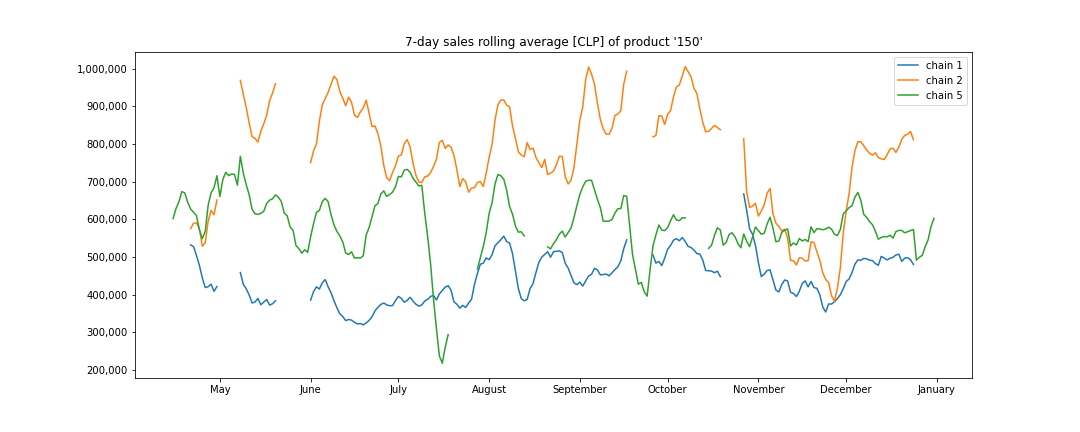 7-day sales rolling average [CLP] of product '150'
chain 1
chain 2
chain 5
1,000,000
900,000
800,000
700,000
600,000
500,000
400,000
300,000
200,000
May June July August September October November December January